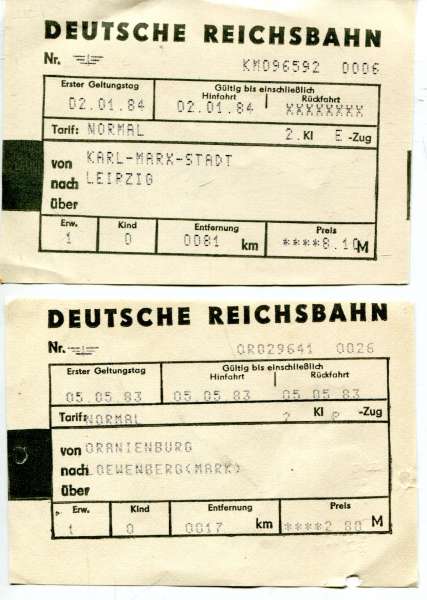 DEUTSCHE REICHSBAHN
Nr. KM096592 0006
Erster Geltungstag Gültig bis einschließlich
Hinfahrt Rückfahrt
02.01.84 02.01.84 XXXXXXXX
Tarif: NORMAL 2. Kl E -Zug
von KARL-MARX-STADT
nach LEIPZIG
über
Erw. Kind Entfernung Preis
1 0 0081 km ****8.10 M
DEUTSCHE REICHSBAHN
Nr. OR029641 0026
Erster Geltungstag Gültig bis einschließlich
Hinfahrt Rückfahrt
05.05.83 05.05.83 05.05.83
Tarif: NORMAL 2 Kl P -Zug
von ORANIENBURG
nach LOEWENBERG(MARK)
über
Erw. Kind Entfernung Preis
1 0 0017 km ****2.80 M